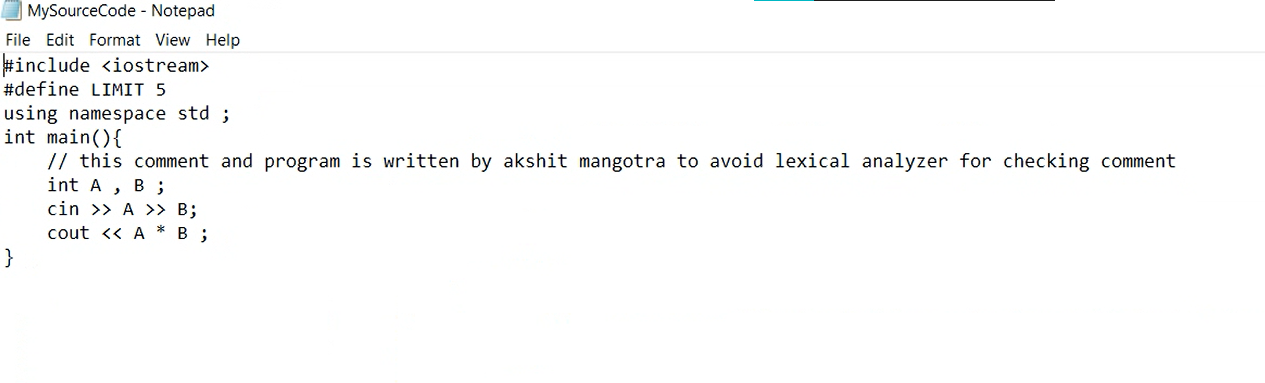 MySourceCode - Notepad
File Edit Format View Help
#include <iostream>
#define LIMIT 5
using namespace std ;
int main(){
    // this comment and program is written by akshit mangotra to avoid lexical analyzer for checking comment
    int A , B ;
    cin >> A >> B;
    cout << A * B ;
}